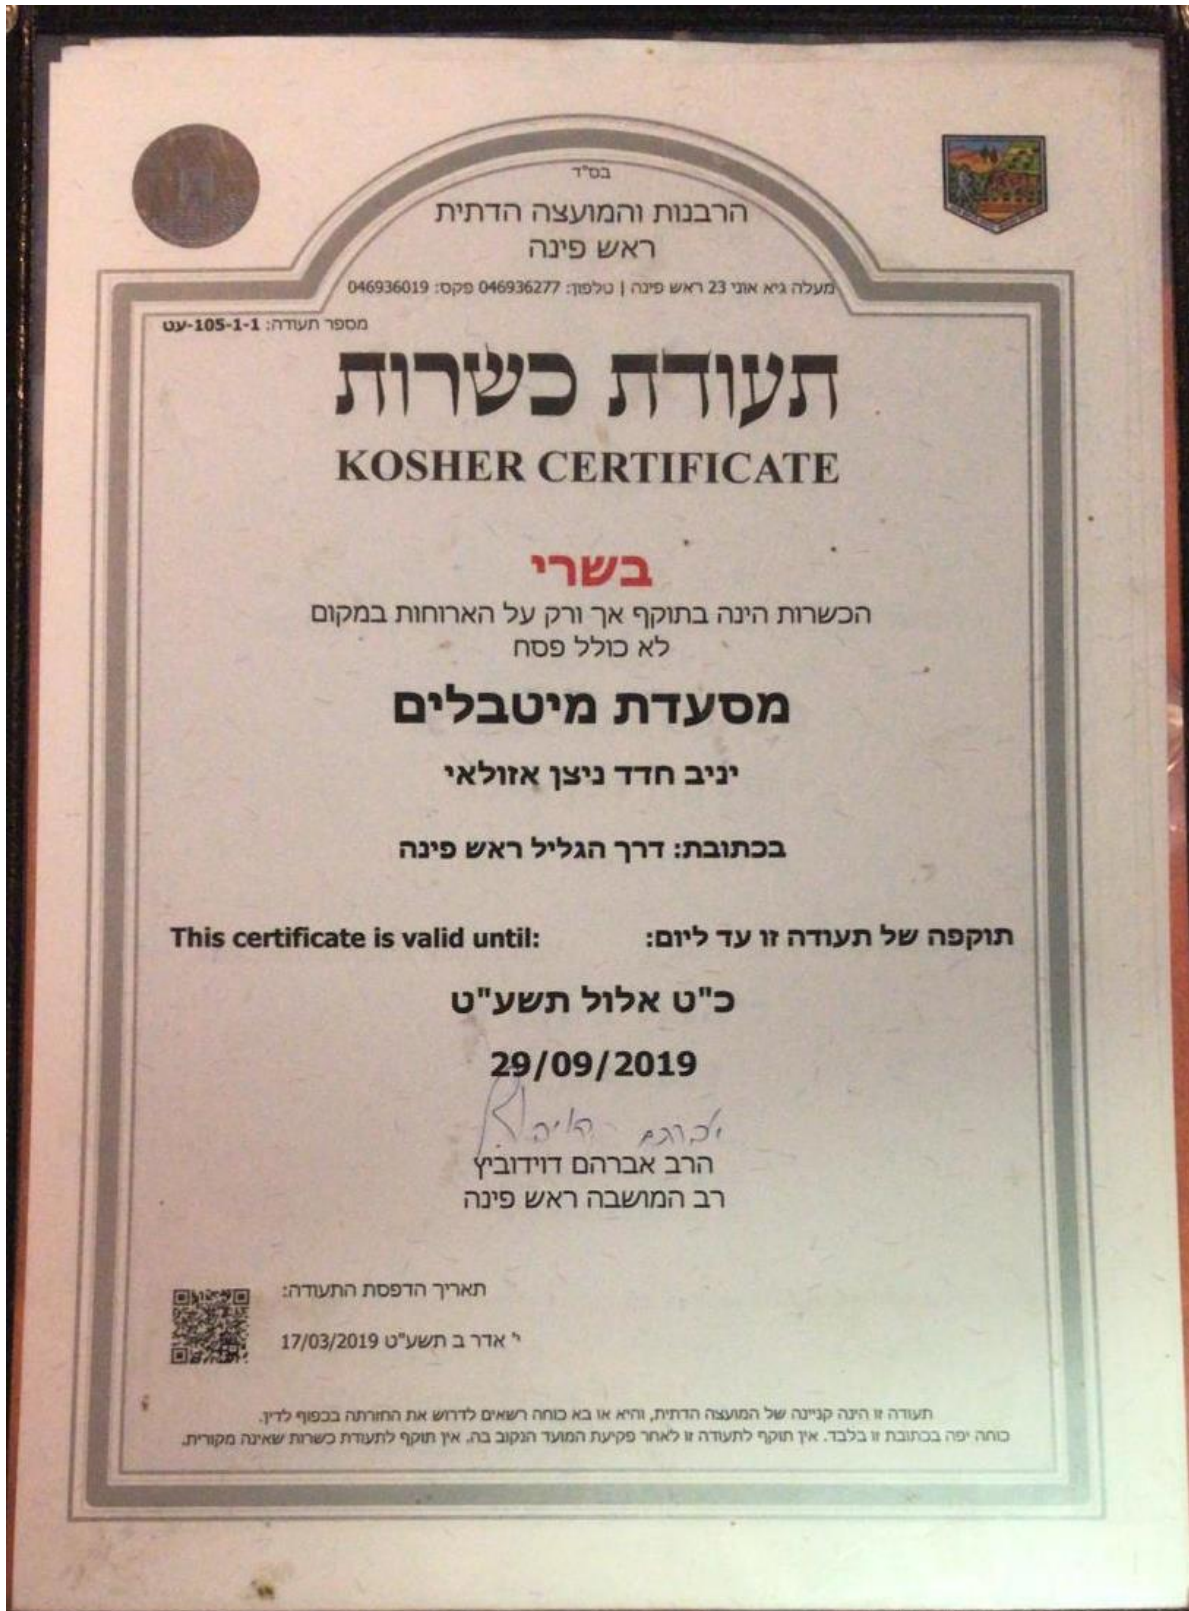 בס"ד
הרבנות והמועצה הדתית
ראש פינה
מעלה גיא אוני 23 ראש פינה | טלפון: 046936277 פקס: 046936019
מספר תעודה: 105-1-1-עט
תעודת כשרות
KOSHER CERTIFICATE
בשרי
הכשרות הינה בתוקף אך ורק על הארוחות במקום
לא כולל פסח
מסעדת מיטבלים
יניב חדד ניצן אזולאי
בכתובת: דרך הגליל ראש פינה
תוקפה של תעודה זו עד ליום: This certificate is valid until:
כ"ט אלול תשע"ט
29/09/2019
הרב אברהם דוידוביץ
רב המושבה ראש פינה
תאריך הדפסת התעודה:
י' אדר ב תשע"ט 17/03/2019
תעודה זו הינה קניינה של המועצה הדתית, והיא או בא כוחה רשאים לדרוש את החזרתה בכפוף לדין.
כוחה יפה בכתובת זו בלבד. אין תוקף לתעודה זו לאחר פקיעת המועד הנקוב בה. אין תוקף לתעודת כשרות שאינה מקורית.